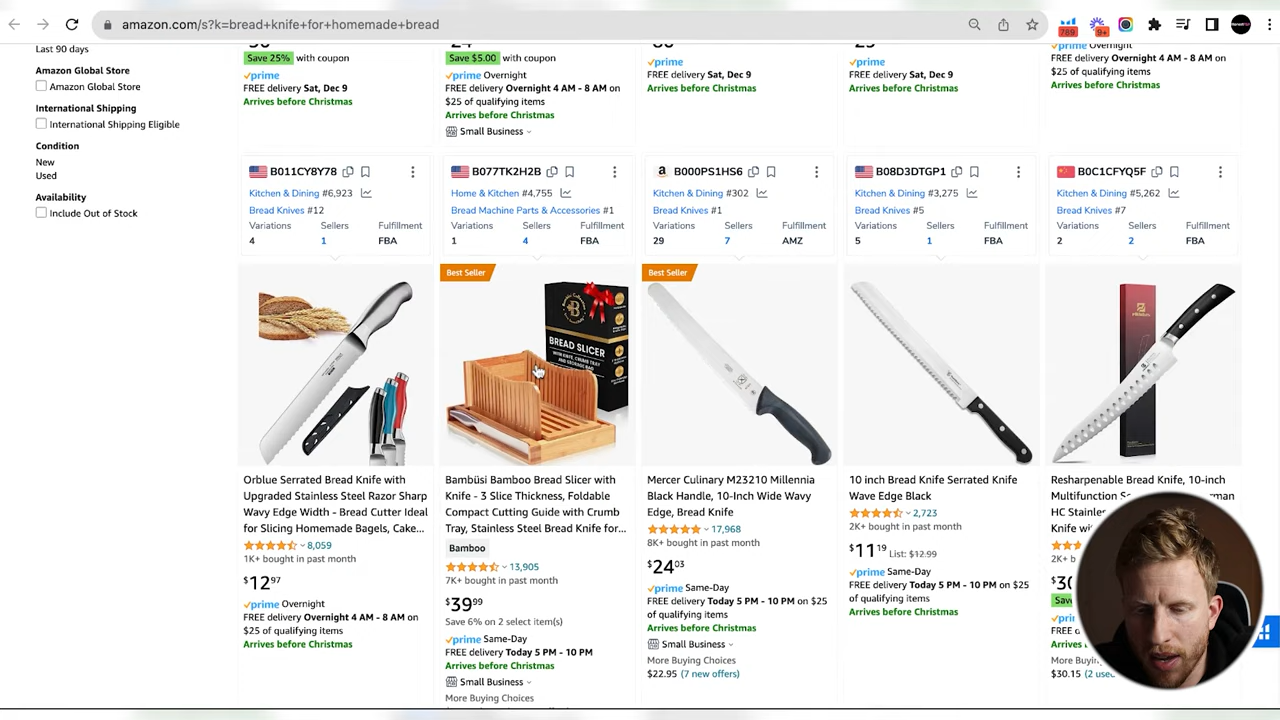 amazon.com/s?k=bread+knife+for+homemade+bread
789
9+
Last 90 days
Amazon Global Store
Amazon Global Store
International Shipping
International Shipping Eligible
Condition
New
Used
Availability
Include Out of Stock
Save 25% with coupon
prime
FREE delivery Sat, Dec 9
Arrives before Christmas
Save $5.00 with coupon
prime Overnight
FREE delivery Overnight 4 AM - 8 AM on
$25 of qualifying items
Arrives before Christmas
Small Business
prime
FREE delivery Sat, Dec 9
Arrives before Christmas
prime
FREE delivery Sat, Dec 9
Arrives before Christmas
prime Overnight
FREE delivery Overnight 4 AM - 8 AM on
$25 of qualifying items
Arrives before Christmas
B011CY8Y78
Kitchen & Dining #6,923
Bread Knives #12
Variations Sellers Fulfillment
4 1 FBA
B077TK2H2B
Home & Kitchen #4,755
Bread Machine Parts & Accessories #1
Variations Sellers Fulfillment
1 4 FBA
B000PS1HS6
Kitchen & Dining #302
Bread Knives #1
Variations Sellers Fulfillment
29 7 AMZ
B08D3DTGP1
Kitchen & Dining #3,275
Bread Knives #5
Variations Sellers Fulfillment
5 1 FBA
B0C1CFYQ5F
Kitchen & Dining #5,262
Bread Knives #7
Variations Sellers Fulfillment
2 2 FBA
Orblue Serrated Bread Knife with
Upgraded Stainless Steel Razor Sharp
Wavy Edge Width - Bread Cutter Ideal
for Slicing Homemade Bagels, Cake...
8,059
1K+ bought in past month
$1297
prime Overnight
FREE delivery Overnight 4 AM - 8 AM on
$25 of qualifying items
Arrives before Christmas
Best Seller
BREAD SLICER
Bambüsi Bamboo Bread Slicer with
Knife - 3 Slice Thickness, Foldable
Compact Cutting Guide with Crumb
Tray, Stainless Steel Bread Knife for...
Bamboo
13,905
7K+ bought in past month
$3999
Save 6% on 2 select item(s)
prime Same-Day
FREE delivery Today 5 PM - 10 PM
Arrives before Christmas
Small Business
More Buying Choices
Best Seller
Mercer Culinary M23210 Millennia
Black Handle, 10-Inch Wide Wavy
Edge, Bread Knife
17,968
8K+ bought in past month
$2403
prime Same-Day
FREE delivery Today 5 PM - 10 PM on $25
of qualifying items
Arrives before Christmas
Small Business
More Buying Choices
$22.95 (7 new offers)
10 inch Bread Knife Serrated Knife
Wave Edge Black
2,723
2K+ bought in past month
$1119 List: $12.99
prime Same-Day
FREE delivery Today 5 PM - 10 PM on $25
of qualifying items
Arrives before Christmas
Resharpenable Bread Knife, 10-inch
Multifunction
HC Stainless
Knife
2K+ b
$30
Save
FREE
More
$30.15 (2